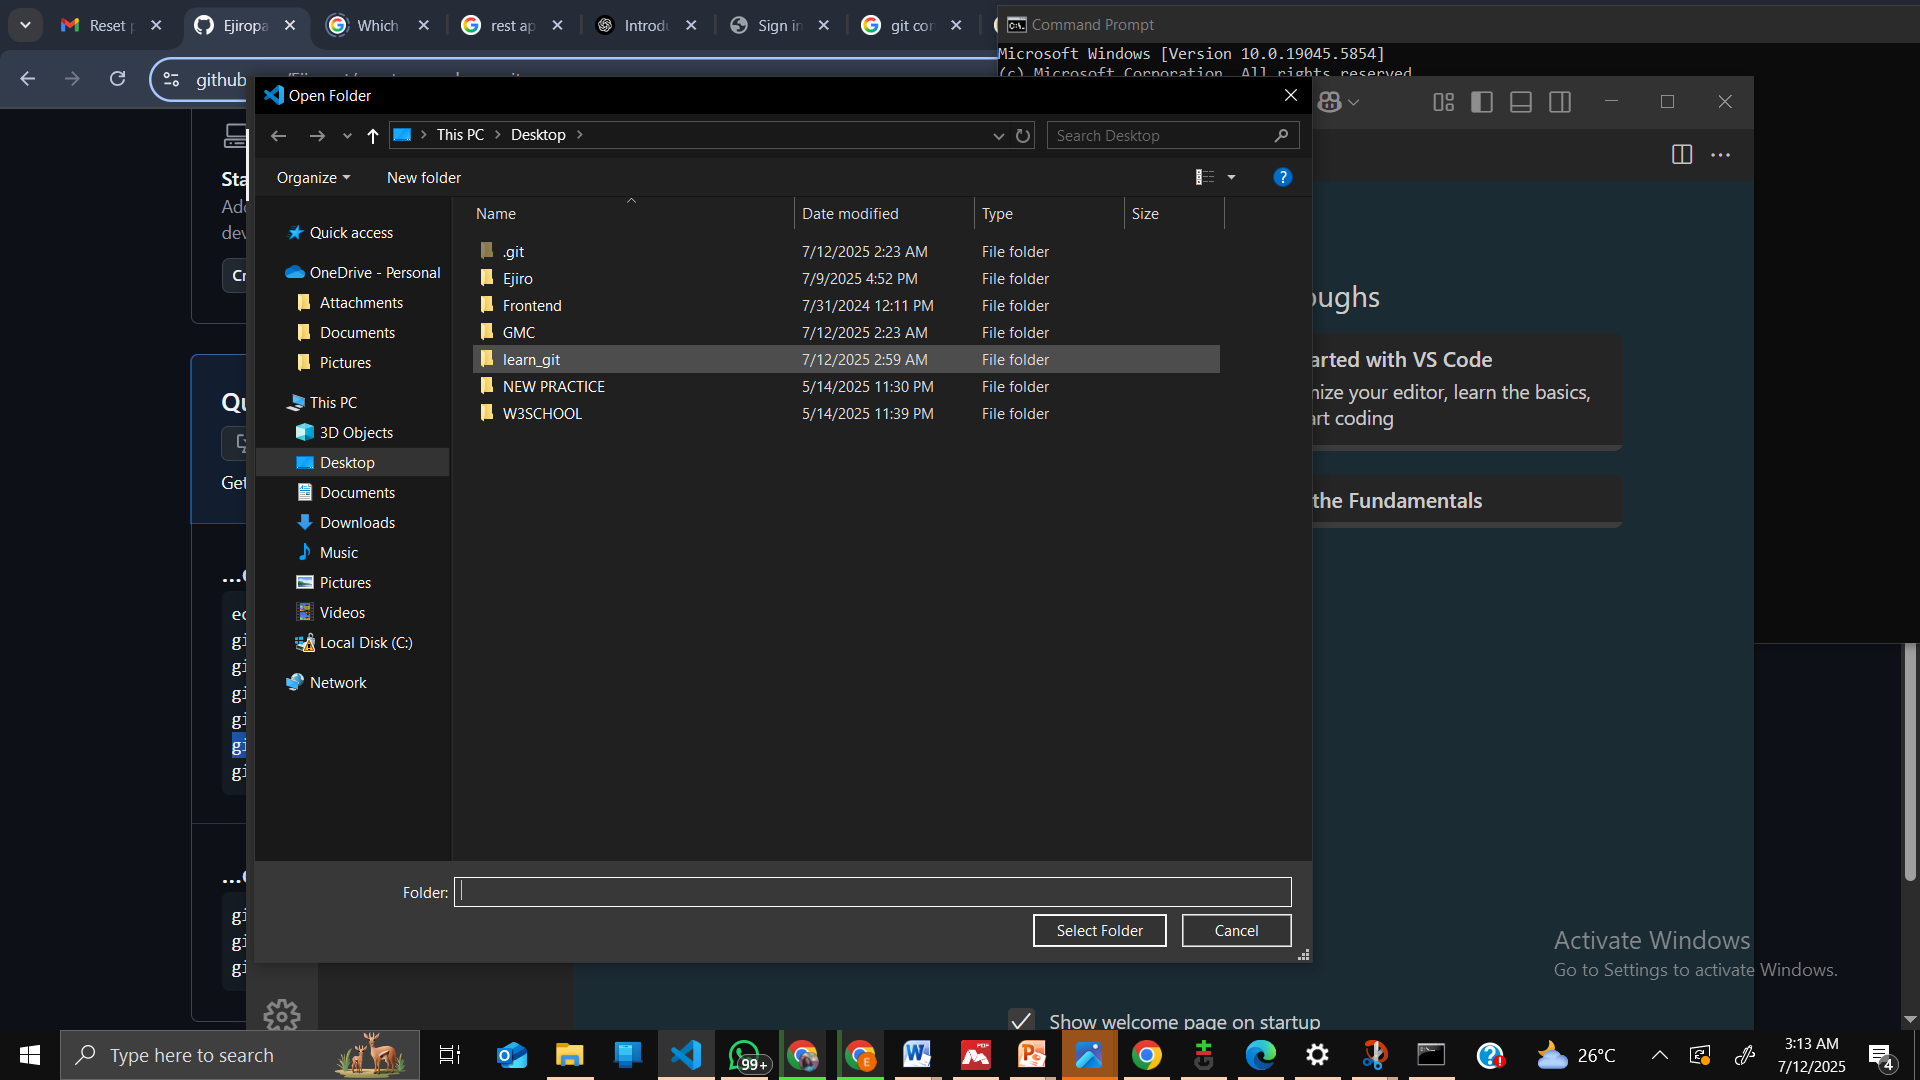 Reset p
Ejiropa
Which
rest ap
Introdu
Sign in
git con
Command Prompt
Microsoft Windows [Version 10.0.19045.5854]
(c) Microsoft Corporation. All rights reserved
github
Open Folder
This PC > Desktop >
Search Desktop
Organize
New folder
Name
Date modified
Type
Size
.git 7/12/2025 2:23 AM File folder
Ejiro 7/9/2025 4:52 PM File folder
Frontend 7/31/2024 12:11 PM File folder
GMC 7/12/2025 2:23 AM File folder
learn_git 7/12/2025 2:59 AM File folder
NEW PRACTICE 5/14/2025 11:30 PM File folder
W3SCHOOL 5/14/2025 11:39 PM File folder
Quick access
OneDrive - Personal
Attachments
Documents
Pictures
This PC
3D Objects
Desktop
Documents
Downloads
Music
Pictures
Videos
Local Disk (C:)
Network
Folder:
Select Folder
Cancel
Sta
Add
dev
Cr
Qu
Get
...c
ec
gi
gi
gi
gi
gi
gi
...c
gi
gi
gi
oughs
arted with VS Code
nize your editor, learn the basics,
art coding
the Fundamentals
Activate Windows
Go to Settings to activate Windows.
Show welcome page on startup
Type here to search
99+
26°C
3:13 AM
7/12/2025
4